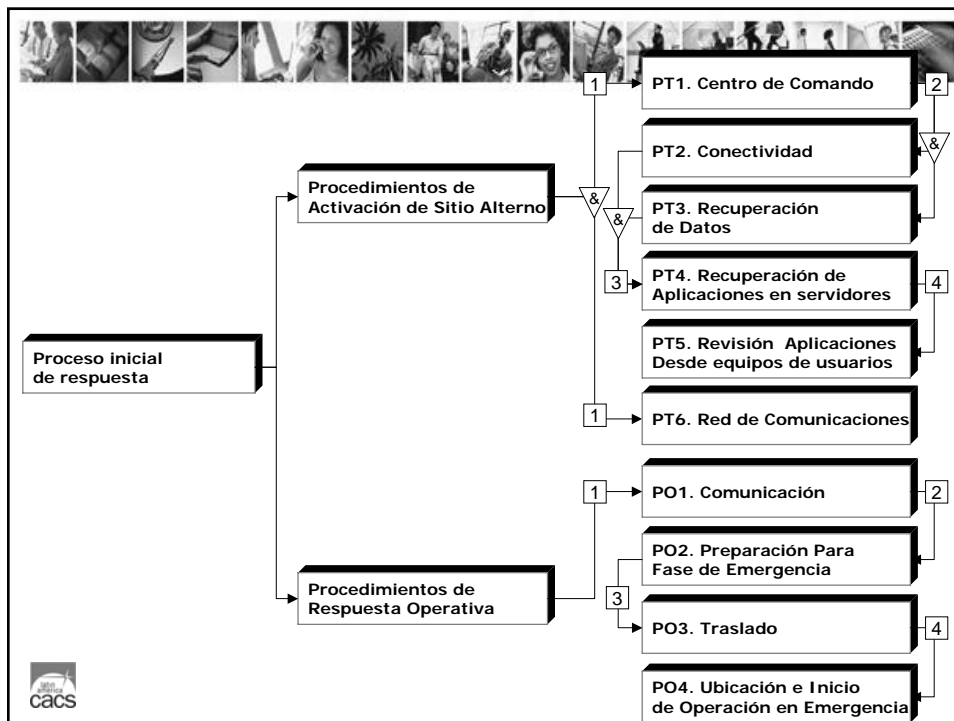 1
PT1. Centro de Comando
2
PT2. Conectividad
&
Procedimientos de
Activación de Sitio Alterno
&
&
PT3. Recuperación
de Datos
3
PT4. Recuperación de
Aplicaciones en servidores
4
Proceso inicial
de respuesta
PT5. Revisión Aplicaciones
Desde equipos de usuarios
1
PT6. Red de Comunicaciones
1
PO1. Comunicación
2
PO2. Preparación Para
Fase de Emergencia
Procedimientos de
Respuesta Operativa
3
PO3. Traslado
4
PO4. Ubicación e Inicio
de Operación en Emergencia
latin
america
cacs